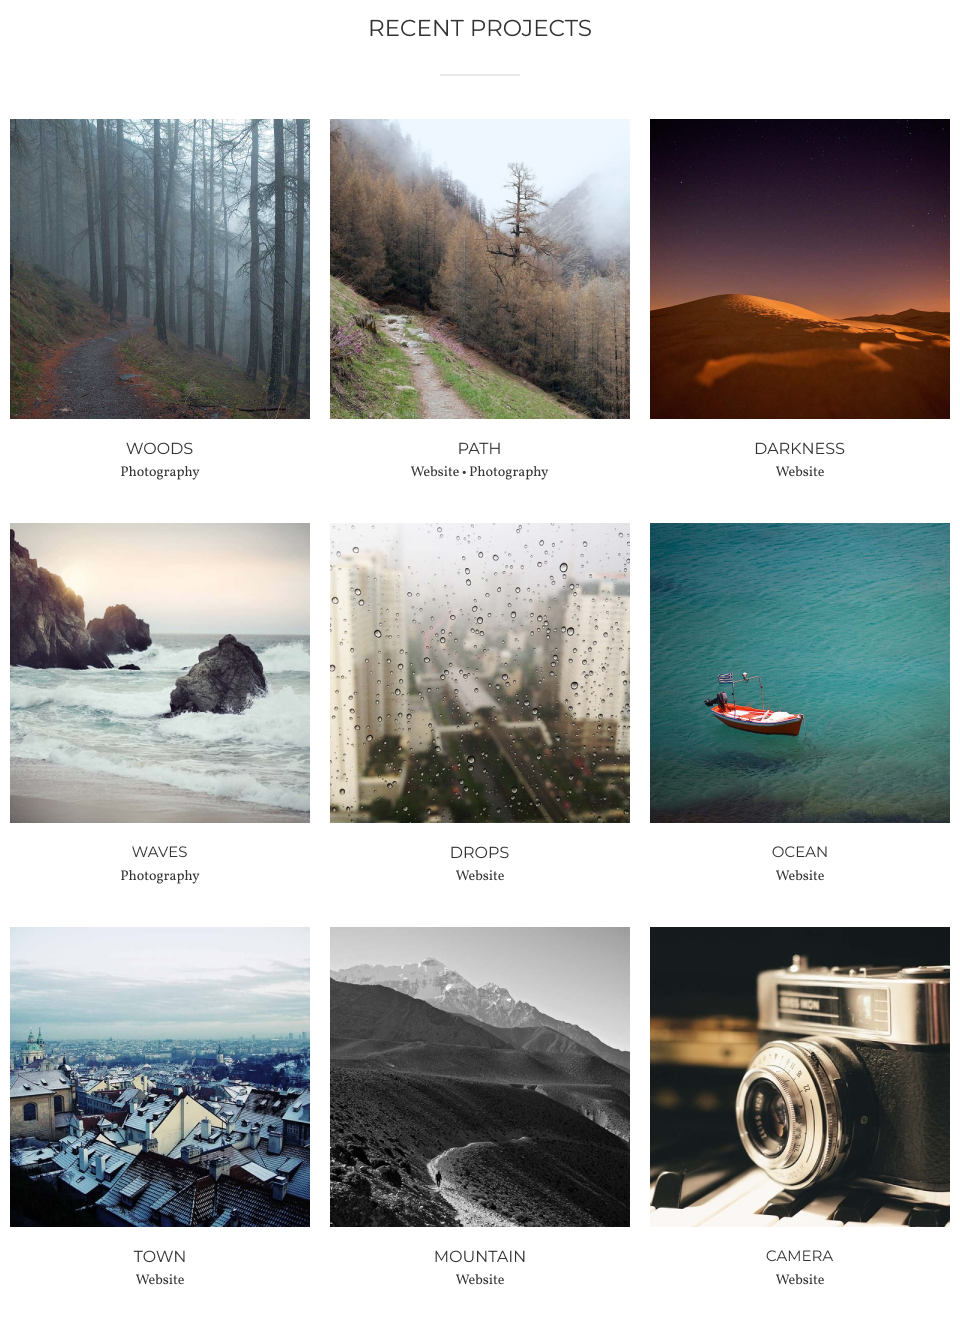 RECENT PROJECTS
WOODS
Photography
PATH
Website • Photography
DARKNESS
Website
WAVES
Photography
DROPS
Website
OCEAN
Website
TOWN
Website
MOUNTAIN
Website
CAMERA
Website